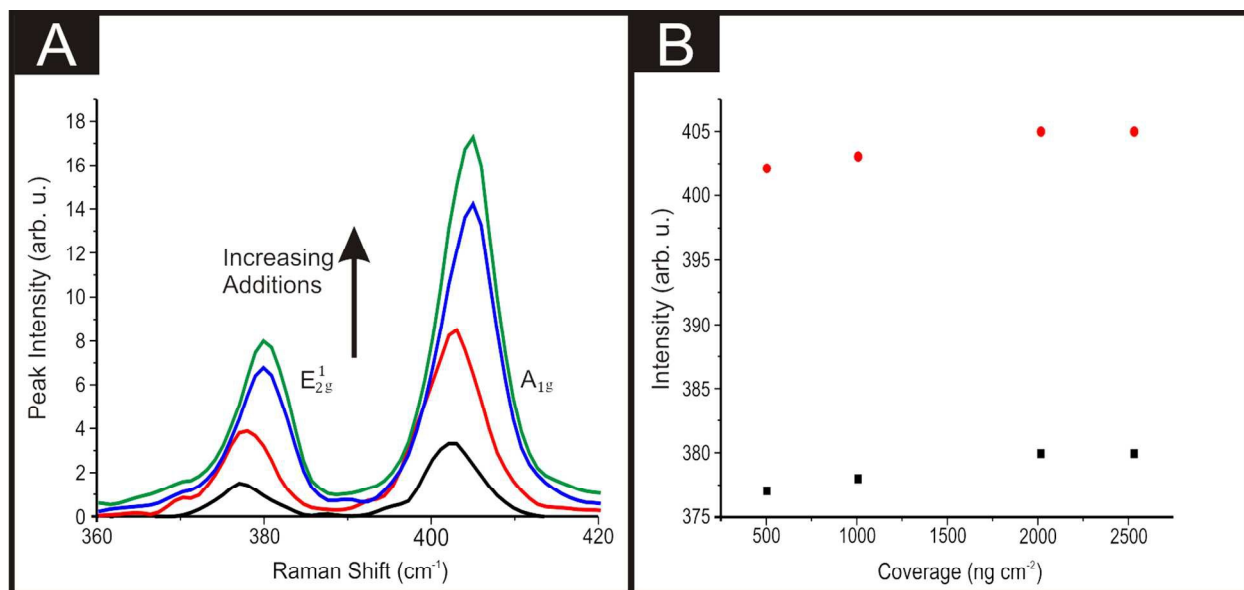 A
Peak Intensity (arb. u.)
18
16
14
12
10
8
6
4
2
0
Increasing
Additions
E¹₂g
A₁g
360
380
400
420
Raman Shift (cm⁻¹)
B
Intensity (arb. u.)
405
400
395
390
385
380
375
500
1000
1500
2000
2500
Coverage (ng cm⁻²)